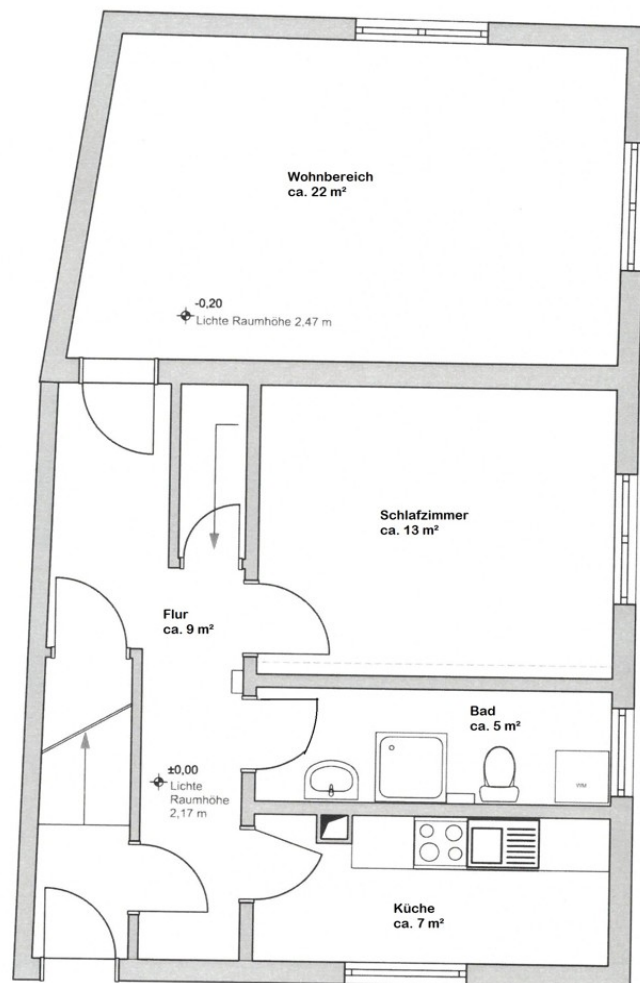 Wohnbereich
ca. 22 m²
-0,20
Lichte Raumhöhe 2,47 m
Schlafzimmer
ca. 13 m²
Flur
ca. 9 m²
Bad
ca. 5 m²
±0,00
Lichte
Raumhöhe
2,17 m
Küche
ca. 7 m²